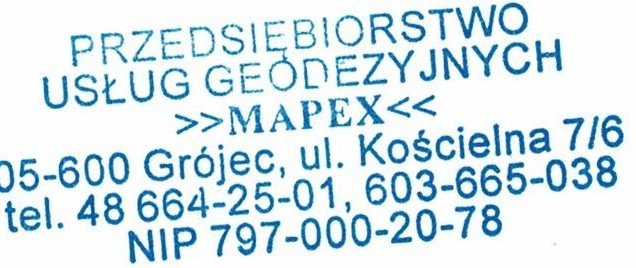 PRZEDSIĘBIORSTWO
USŁUG GEODEZYJNYCH
>>MAPEX<<
05-600 Grójec, ul. Kościelna 7/6
tel. 48 664-25-01, 603-665-038
NIP 797-000-20-78